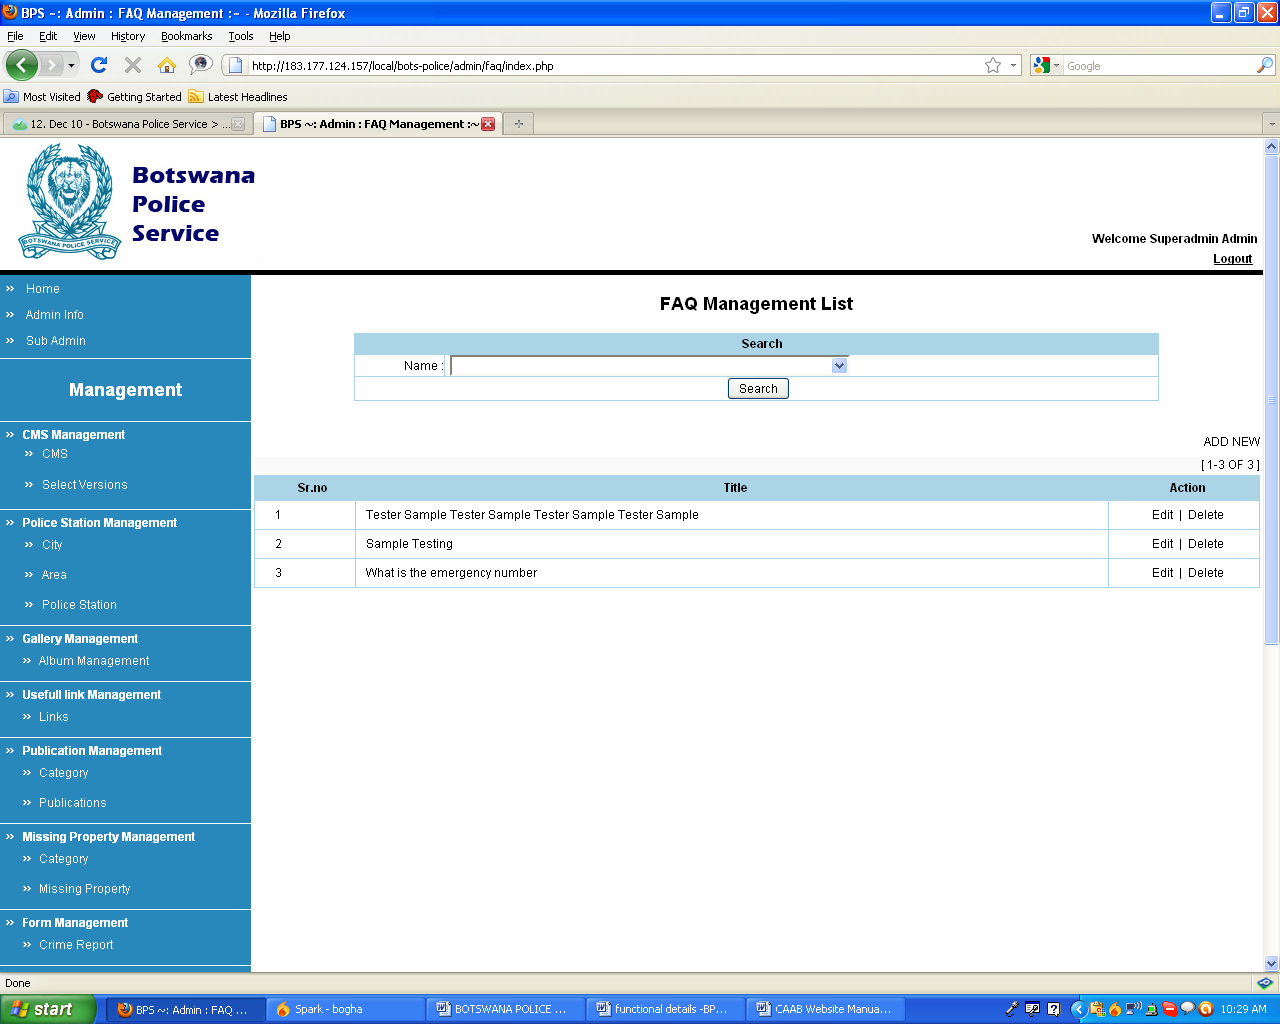 BPS ~: Admin : FAQ Management :~ - Mozilla Firefox
File Edit View History Bookmarks Tools Help
http://183.177.124.157/local/bots-police/admin/faq/index.php
Google
Most Visited Getting Started Latest Headlines
12. Dec 10 - Botswana Police Service > ...
BPS ~: Admin : FAQ Management :~
BOTSWANA POLICE SERVICE
Botswana
Police
Service
Welcome Superadmin Admin
Logout
» Home
» Admin Info
» Sub Admin
Management
» CMS Management
» CMS
» Select Versions
» Police Station Management
» City
» Area
» Police Station
» Gallery Management
» Album Management
» Usefull link Management
» Links
» Publication Management
» Category
» Publications
» Missing Property Management
» Category
» Missing Property
» Form Management
» Crime Report
FAQ Management List
Search
Name :
Search
ADD NEW
[ 1-3 OF 3 ]
Sr.no Title Action
1 Tester Sample Tester Sample Tester Sample Tester Sample Edit | Delete
2 Sample Testing Edit | Delete
3 What is the emergency number Edit | Delete
Done
start
BPS ~: Admin : FAQ ...
Spark - bogha
BOTSWANA POLICE ...
functional details -BP...
CAAB Website Manua...
10:29 AM